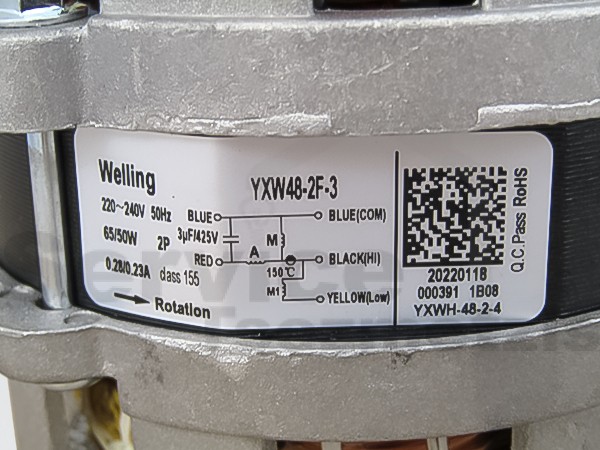 Welling
YXW48-2F-3
220~240V 50Hz
65/50W 2P
0.28/0.23A class 155
Rotation
BLUE
3µF/425V
RED
A
M
150℃
M1
BLUE(COM)
BLACK(HI)
YELLOW(Low)
20220118
000391 1B08
YXWH-48-2-4
Q.C.Pass RoHS
Service